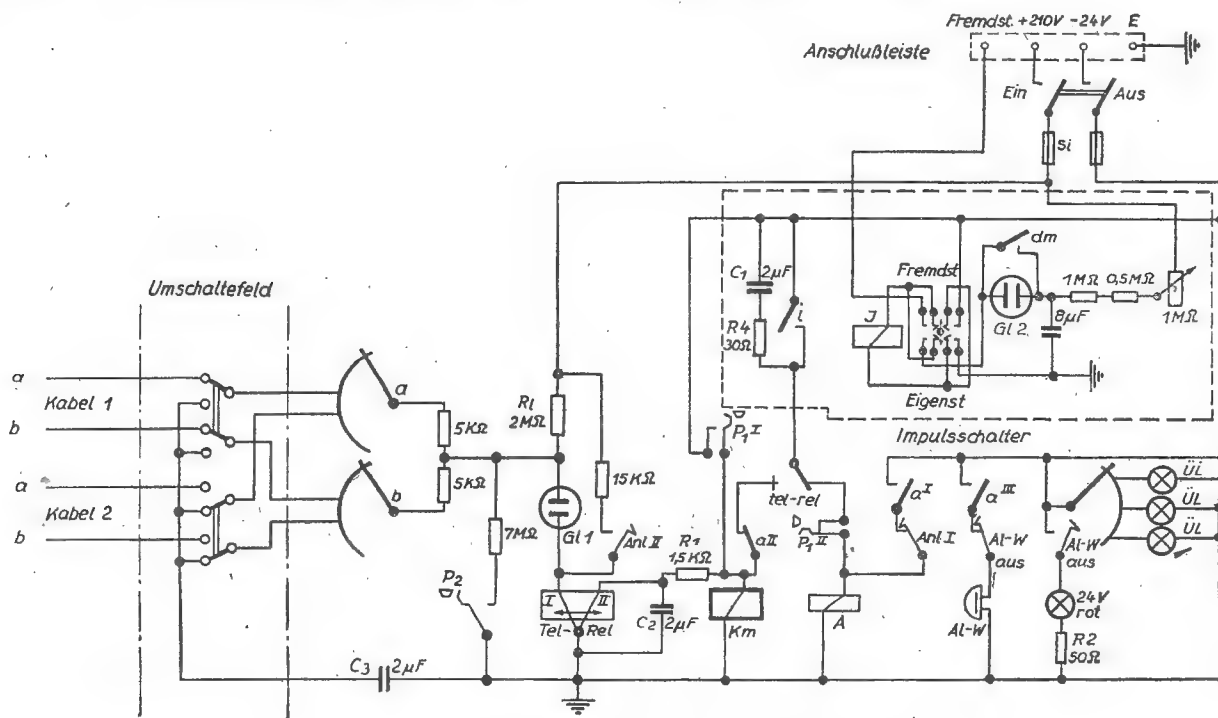 Fremdst. +210V -24V E
Anschlußleiste
Ein
Aus
Si
dm
C1
2µF
Fremdst
1MΩ
0,5MΩ
Umschaltefeld
i
J
Gl 2
8µF
1MΩ
R4
30Ω
a
Kabel 1
b
a
Rl
2MΩ
Eigenst
5KΩ
P1 I
Impulsschalter
5KΩ
15KΩ
tel-rel
a I
a III
Üi
a
Kabel 2
b
b
7MΩ
Gl 1
Anl. II
a II
P1 II
Anl. I
Al-W
aus
Al-W
aus
ÜL
ÜL
R1
1,5KΩ
P2
I
II
Tel-Rel
C2
2µF
Km
A
Al-W
24V
rot
R2
50Ω
C3
2µF